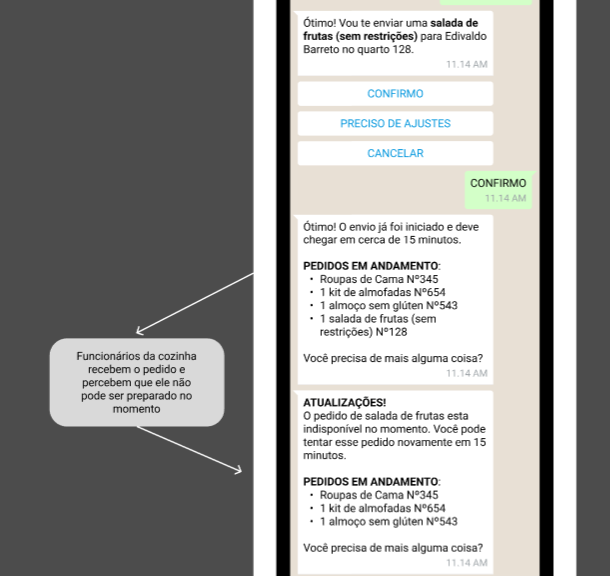 Ótimo! Vou te enviar uma salada de
frutas (sem restrições) para Edivaldo
Barreto no quarto 128.
11.14 AM
CONFIRMO
PRECISO DE AJUSTES
CANCELAR
CONFIRMO
11.14 AM
Ótimo! O envio já foi iniciado e deve
chegar em cerca de 15 minutos.
PEDIDOS EM ANDAMENTO:
• Roupas de Cama Nº345
• 1 kit de almofadas Nº654
• 1 almoço sem glúten Nº543
• 1 salada de frutas (sem
restrições) Nº128
Você precisa de mais alguma coisa?
11.14 AM
Funcionários da cozinha
recebem o pedido e
percebem que ele não
pode ser preparado no
momento
ATUALIZAÇÕES!
O pedido de salada de frutas esta
indisponível no momento. Você pode
tentar esse pedido novamente em 15
minutos.
PEDIDOS EM ANDAMENTO:
• Roupas de Cama Nº345
• 1 kit de almofadas Nº654
• 1 almoço sem glúten Nº543
Você precisa de mais alguma coisa?
11.14 AM